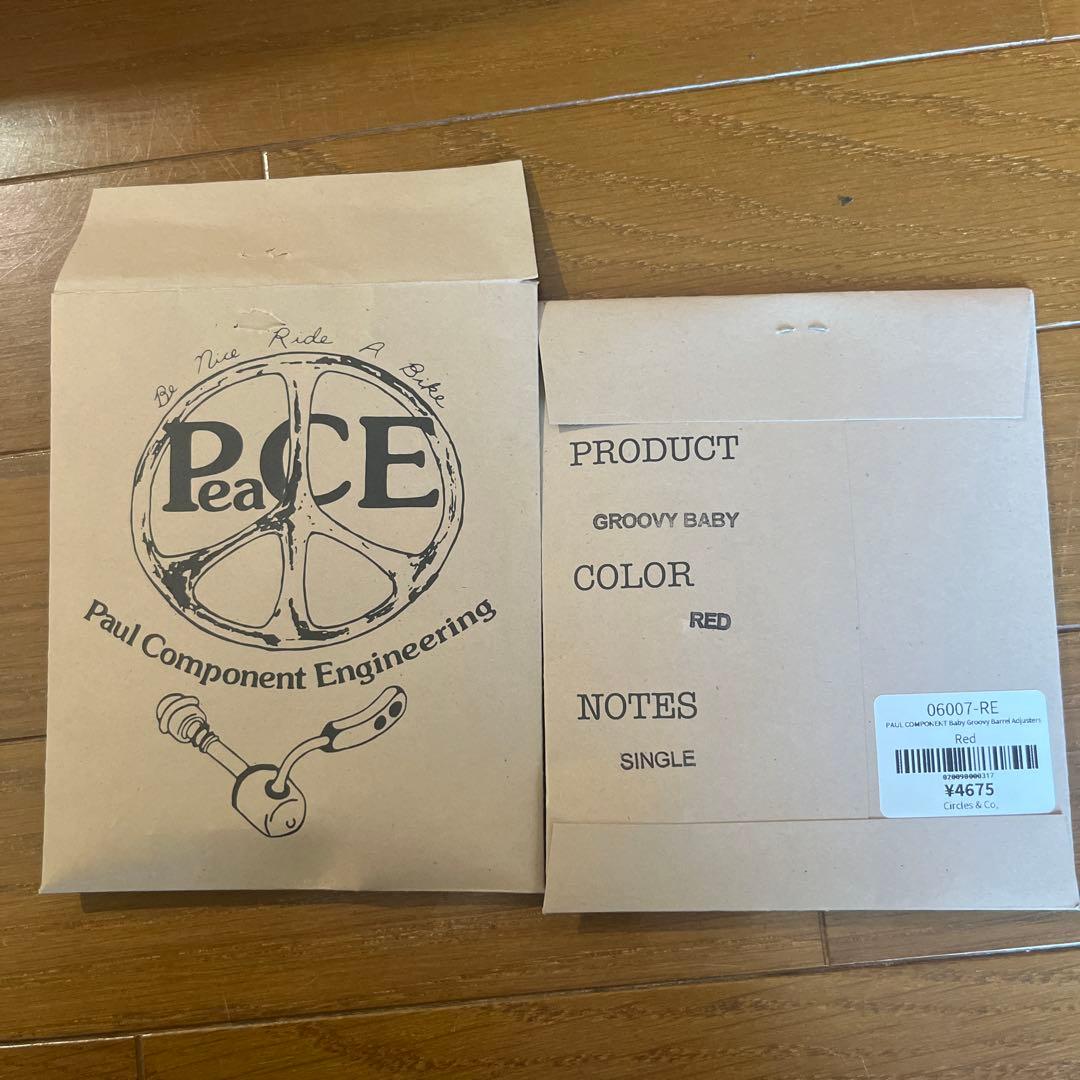 Be Nice Ride A Bike
PeaCE
Paul Component Engineering
PRODUCT
GROOVY BABY
COLOR
RED
NOTES
SINGLE
06007-RE
PAUL COMPONENT Baby Groovy Barrel Adjusters
Red
020090000317
¥4675
Circles & Co,